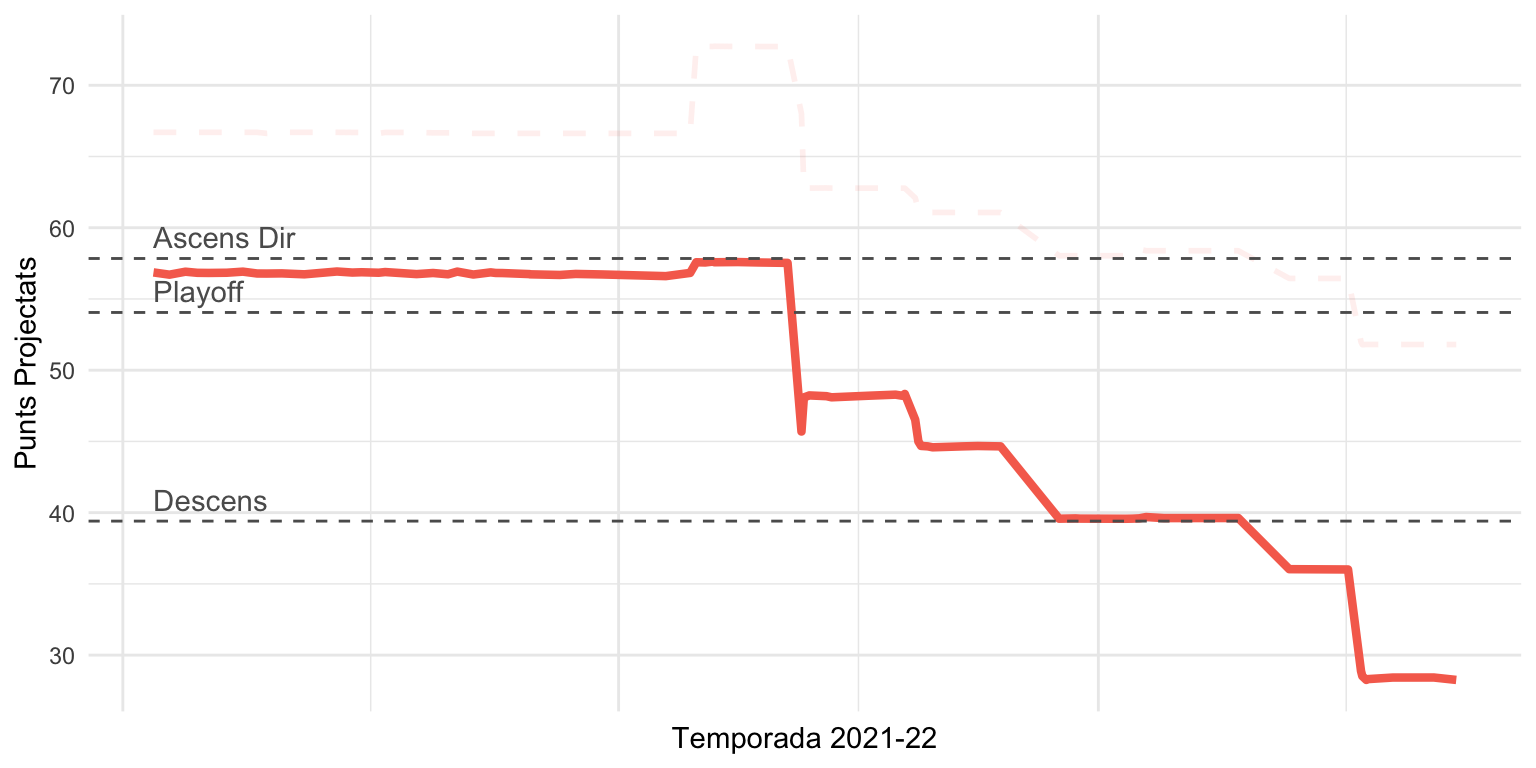 70
60
50
40
30
Punts Projectats
Ascens Dir
Playoff
Descens
Temporada 2021-22